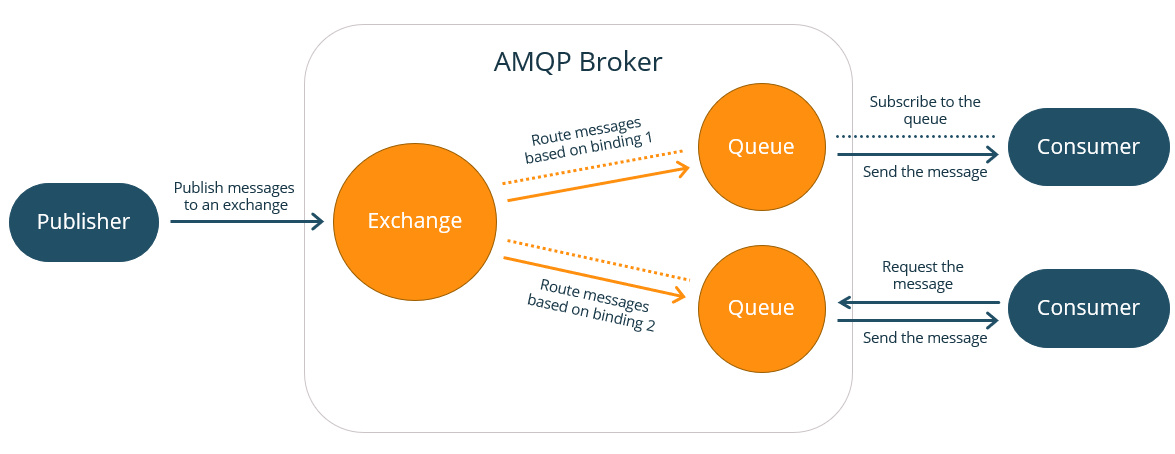 AMQP Broker
Publisher
Publish messages
to an exchange
Exchange
Route messages
based on binding 1
Queue
Subscribe to the
queue
Send the message
Consumer
Route messages
based on binding 2
Queue
Request the
message
Send the message
Consumer